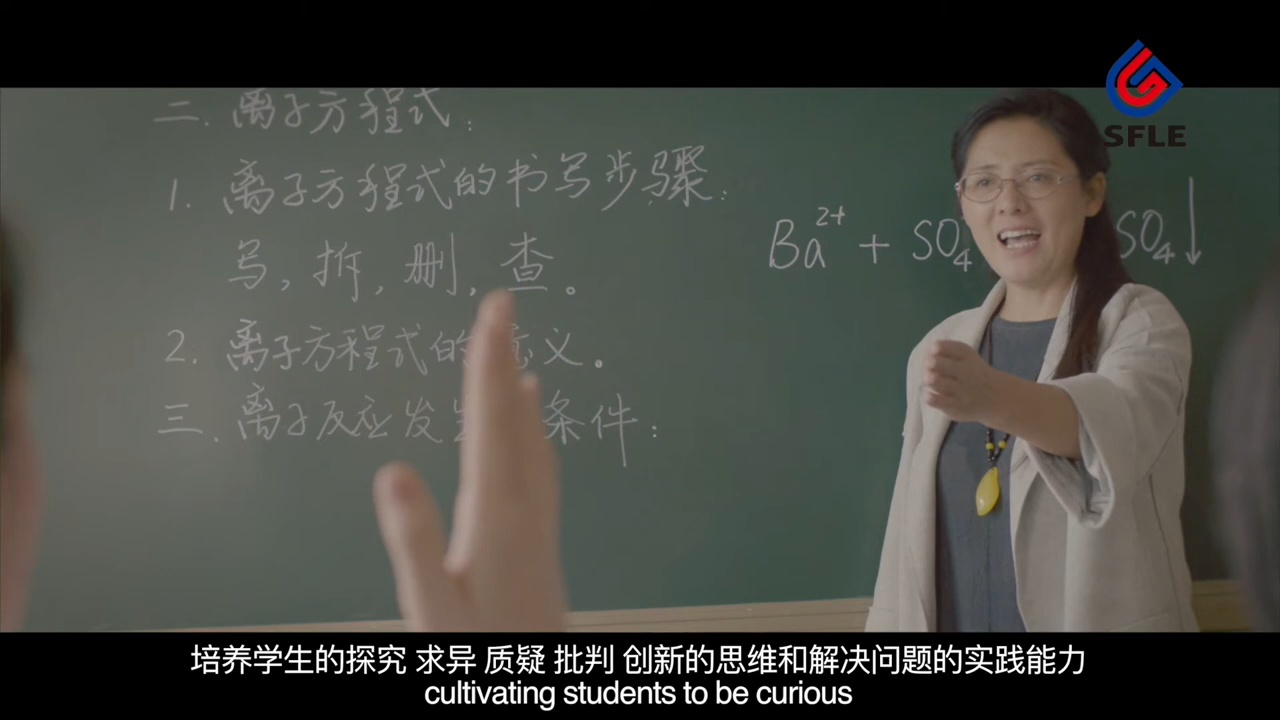 SFLE
二. 离子方程式:
1. 离子方程式的书写步骤:
写, 拆, 删, 查。
2. 离子方程式的意义。
三. 离子反应发生 条件:
Ba²⁺ + SO₄
SO₄↓
培养学生的探究 求异 质疑 批判 创新的思维和解决问题的实践能力
cultivating students to be curious